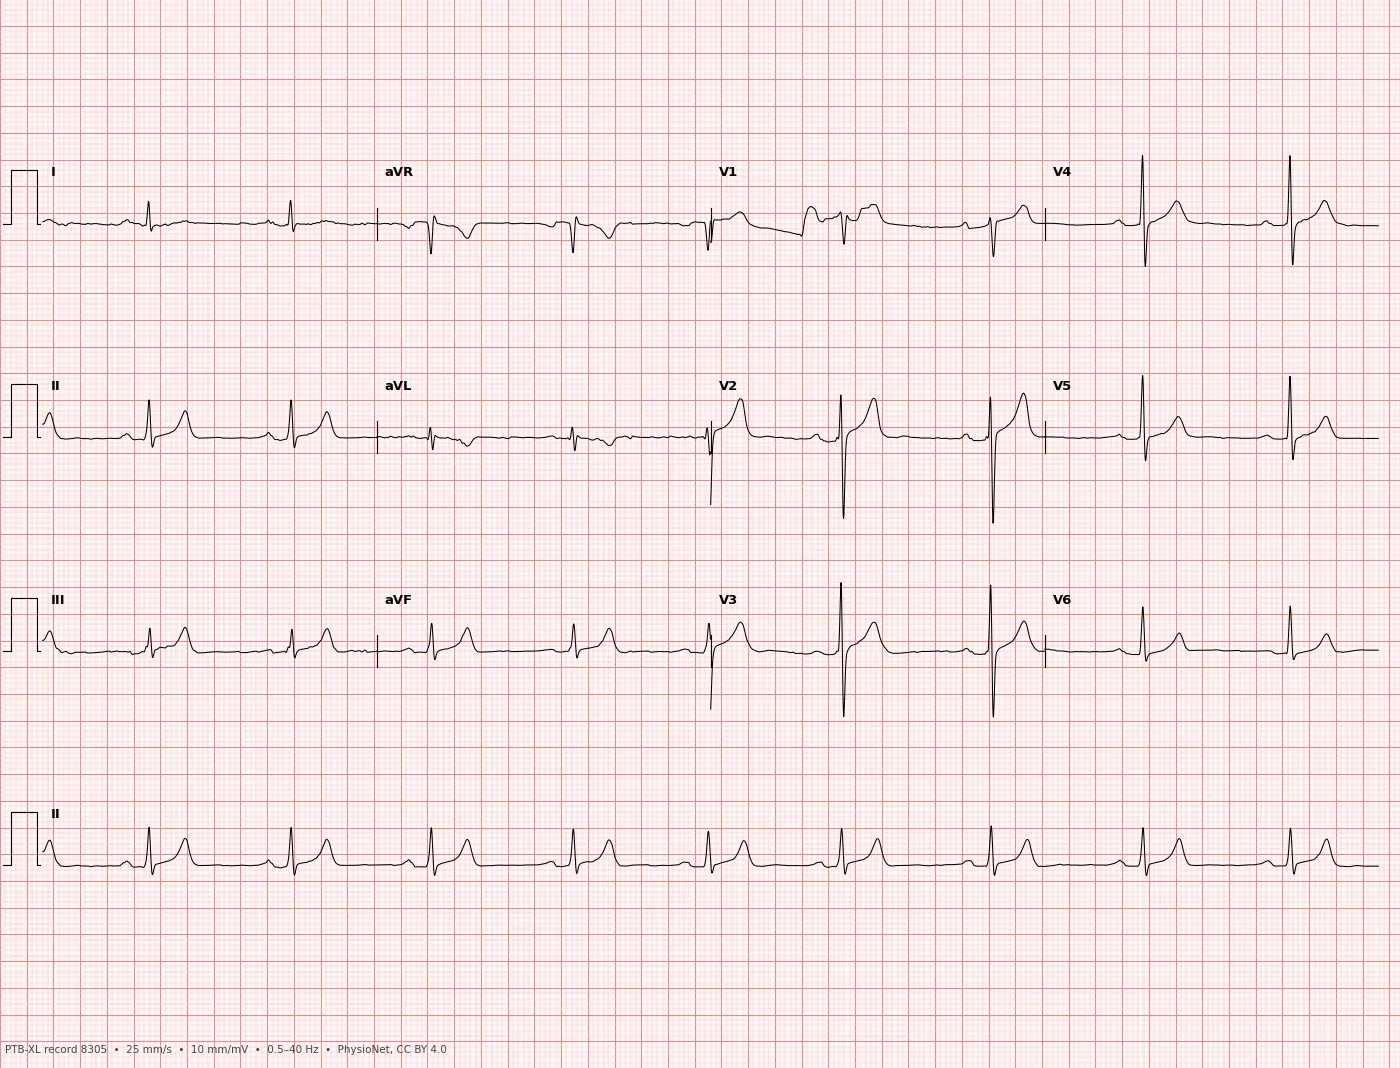 I aVR V1 V4
II aVL V2 V5
III aVF V3 V6
II
PTB-XL record 8305 • 25 mm/s • 10 mm/mV • 0.5–40 Hz • PhysioNet, CC BY 4.0